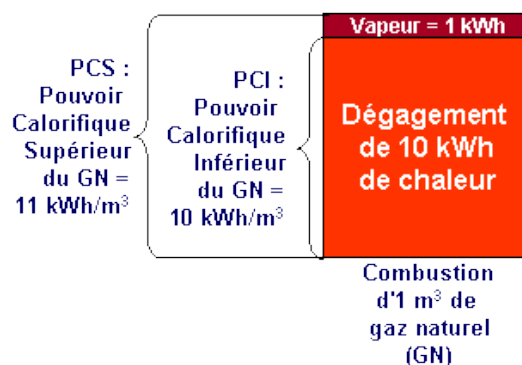 PCS :
Pouvoir
Calorifique
Supérieur
du GN =
11 kWh/m³
PCI :
Pouvoir
Calorifique
Inférieur
du GN =
10 kWh/m³
Vapeur = 1 kWh
Dégagement
de 10 kWh
de chaleur
Combustion
d'1 m³ de
gaz naturel
(GN)